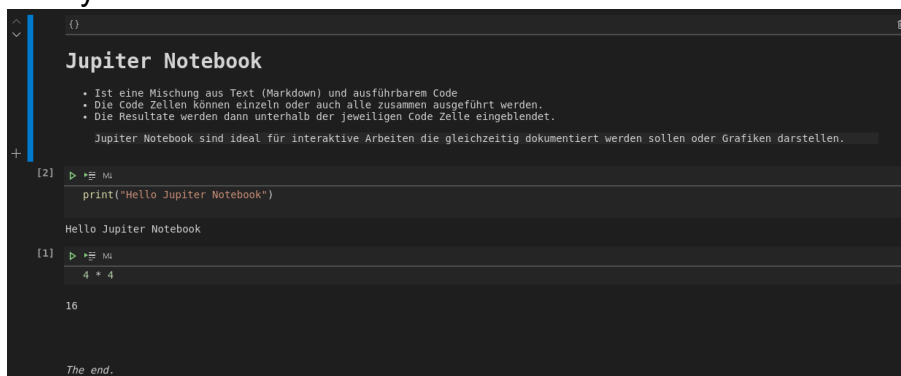 {}
Jupiter Notebook
• Ist eine Mischung aus Text (Markdown) und ausführbarem Code
• Die Code Zellen können einzeln oder auch alle zusammen ausgeführt werden.
• Die Resultate werden dann unterhalb der jeweiligen Code Zelle eingeblendet.
Jupiter Notebook sind ideal für interaktive Arbeiten die gleichzeitig dokumentiert werden sollen oder Grafiken darstellen.
[2]
M↓
print("Hello Jupiter Notebook")
Hello Jupiter Notebook
[1]
M↓
4 * 4
16
The end.